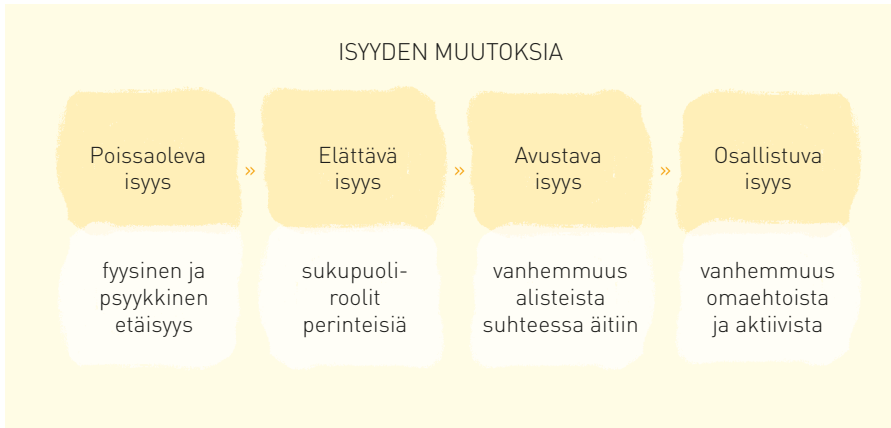 ISYYDEN MUUTOKSIA
Poissaoleva
isyys
»
Elättävä
isyys
»
Avustava
isyys
»
Osallistuva
isyys
fyysinen ja
psyykkinen
etäisyys
sukupuoli-
roolit
perinteisiä
vanhemmuus
alisteista
suhteessa äitiin
vanhemmuus
omaehtoista
ja aktiivista